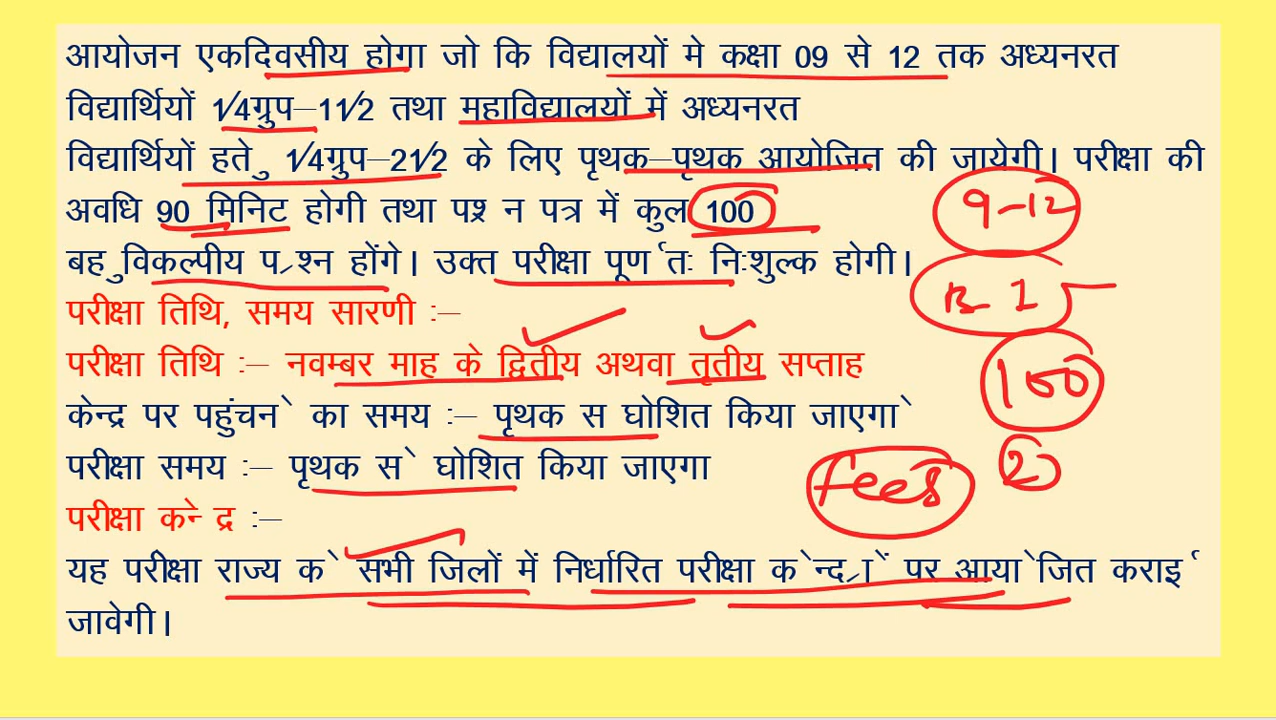 आयोजन एकदिवसीय होगा जो कि विद्यालयों मे कक्षा 09 से 12 तक अध्यनरत
विद्यार्थियों 1⁄4ग्रुप–11⁄2 तथा महाविद्यालयों में अध्यनरत
विद्यार्थियों हते ु 1⁄4ग्रुप–21⁄2 के लिए पृथक–पृथक आयोजित की जायेगी। परीक्षा की
अवधि 90 मिनिट होगी तथा पश्र न पत्र में कुल 100
बह ुविकल्पीय प ्रश्न होंगे। उक्त परीक्षा पूण र्तः निःशुल्क होगी।
परीक्षा तिथि, समय सारणी :–
परीक्षा तिथि :– नवम्बर माह के द्वितीय अथवा तृतीय सप्ताह
केन्द्र पर पहुंचन े का समय :– पृथक स घोशित किया जाएगा े
परीक्षा समय :– पृथक स े घोशित किया जाएगा
परीक्षा कन्े द्र :–
यह परीक्षा राज्य क े सभी जिलों में निर्धारित परीक्षा क ेन्द ्रों पर आया ेजित कराइ र्
जावेगी।
9-12
100
Fees
2